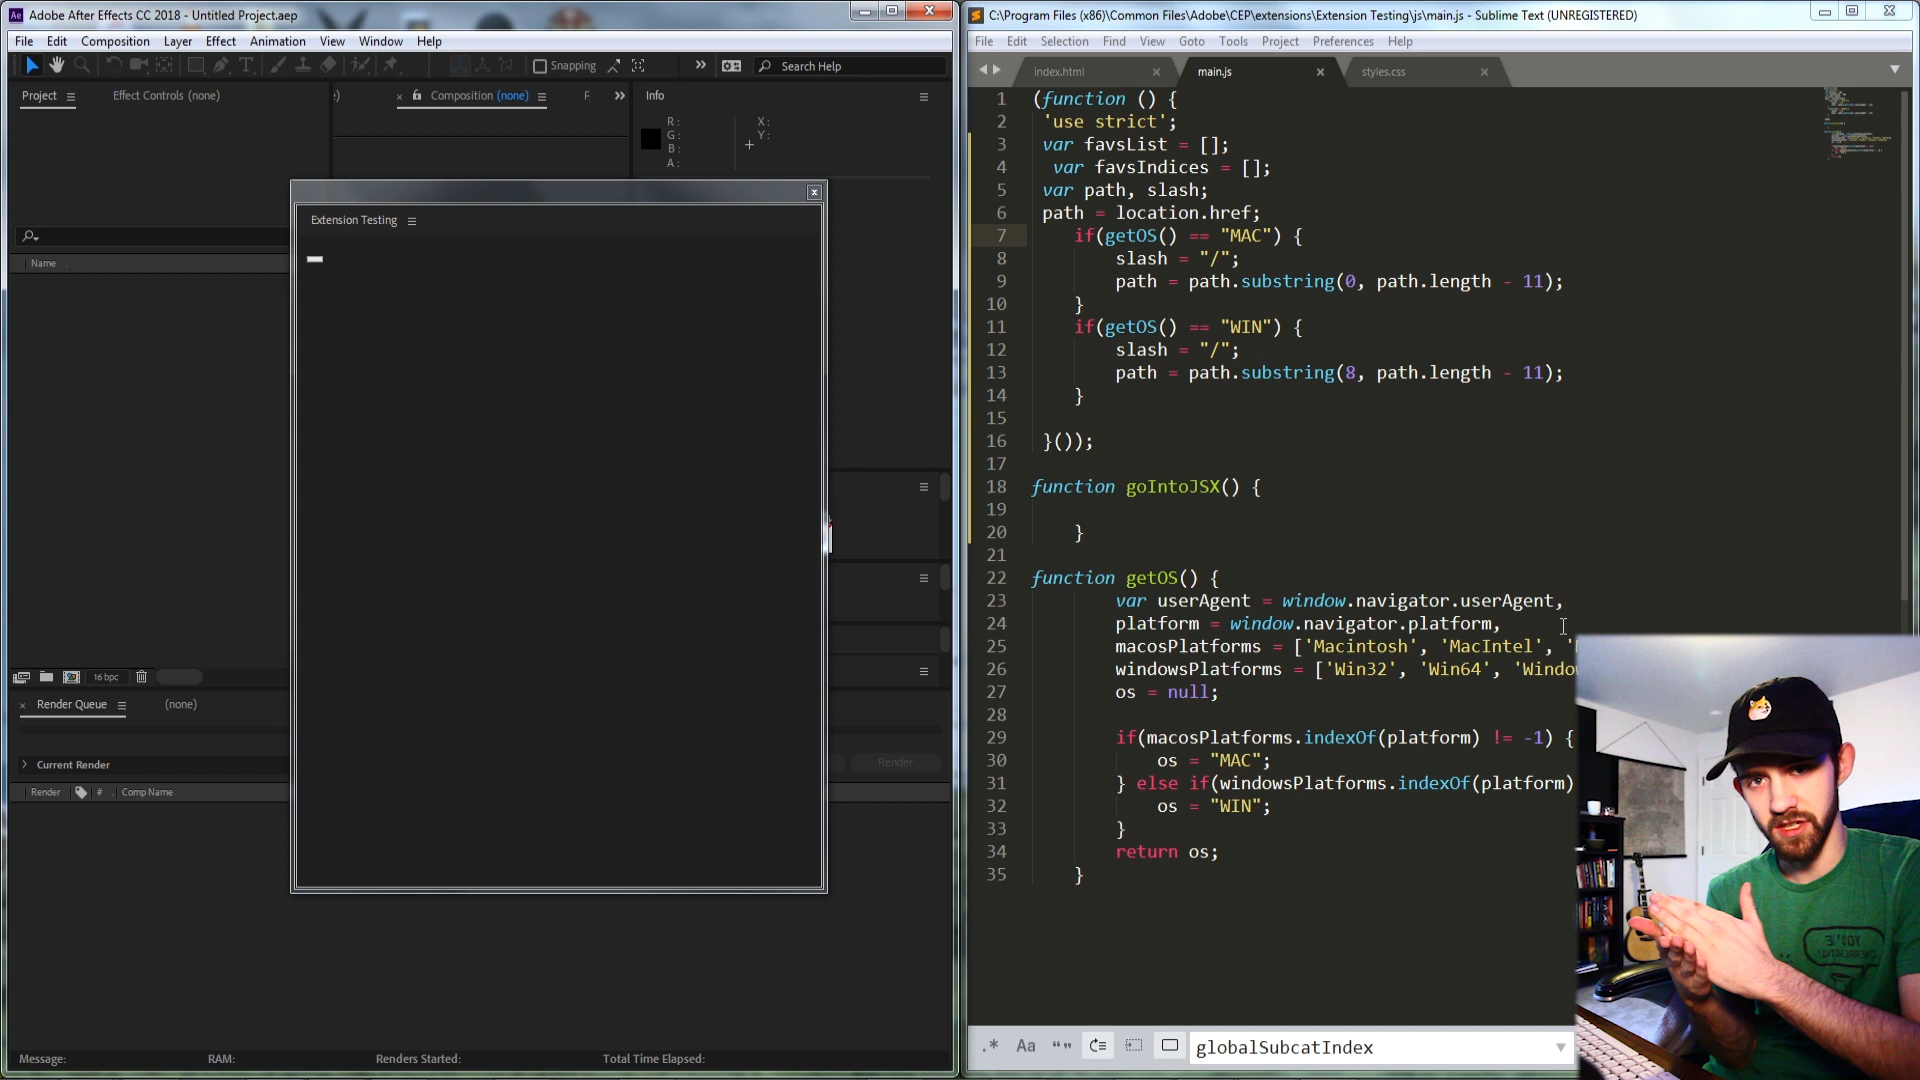 Ae Adobe After Effects CC 2018 - Untitled Project.aep
File Edit Composition Layer Effect Animation View Window Help
Snapping
Search Help
Project
Effect Controls (none)
Composition (none)
Info
R:
G:
B:
A:
X:
Y:
Name
Extension Testing
16 bpc
Render Queue
(none)
Current Render
Render
Render # Comp Name
Message: RAM: Renders Started: Total Time Elapsed:
C:\Program Files (x86)\Common Files\Adobe\CEP\extensions\Extension Testing\js\main.js - Sublime Text (UNREGISTERED)
File Edit Selection Find View Goto Tools Project Preferences Help
index.html
main.js
styles.css
1 (function () {
2 'use strict';
3 var favsList = [];
4 var favsIndices = [];
5 var path, slash;
6 path = location.href;
7 if(getOS() == "MAC") {
8 slash = "/";
9 path = path.substring(0, path.length - 11);
10 }
11 if(getOS() == "WIN") {
12 slash = "/";
13 path = path.substring(8, path.length - 11);
14 }
15
16 }());
17
18 function goIntoJSX() {
19
20 }
21
22 function getOS() {
23 var userAgent = window.navigator.userAgent,
24 platform = window.navigator.platform,
25 macosPlatforms = ['Macintosh', 'MacIntel', '
26 windowsPlatforms = ['Win32', 'Win64', 'Windo
27 os = null;
28
29 if(macosPlatforms.indexOf(platform) != -1) {
30 os = "MAC";
31 } else if(windowsPlatforms.indexOf(platform)
32 os = "WIN";
33 }
34 return os;
35 }
.* Aa “”
globalSubcatIndex